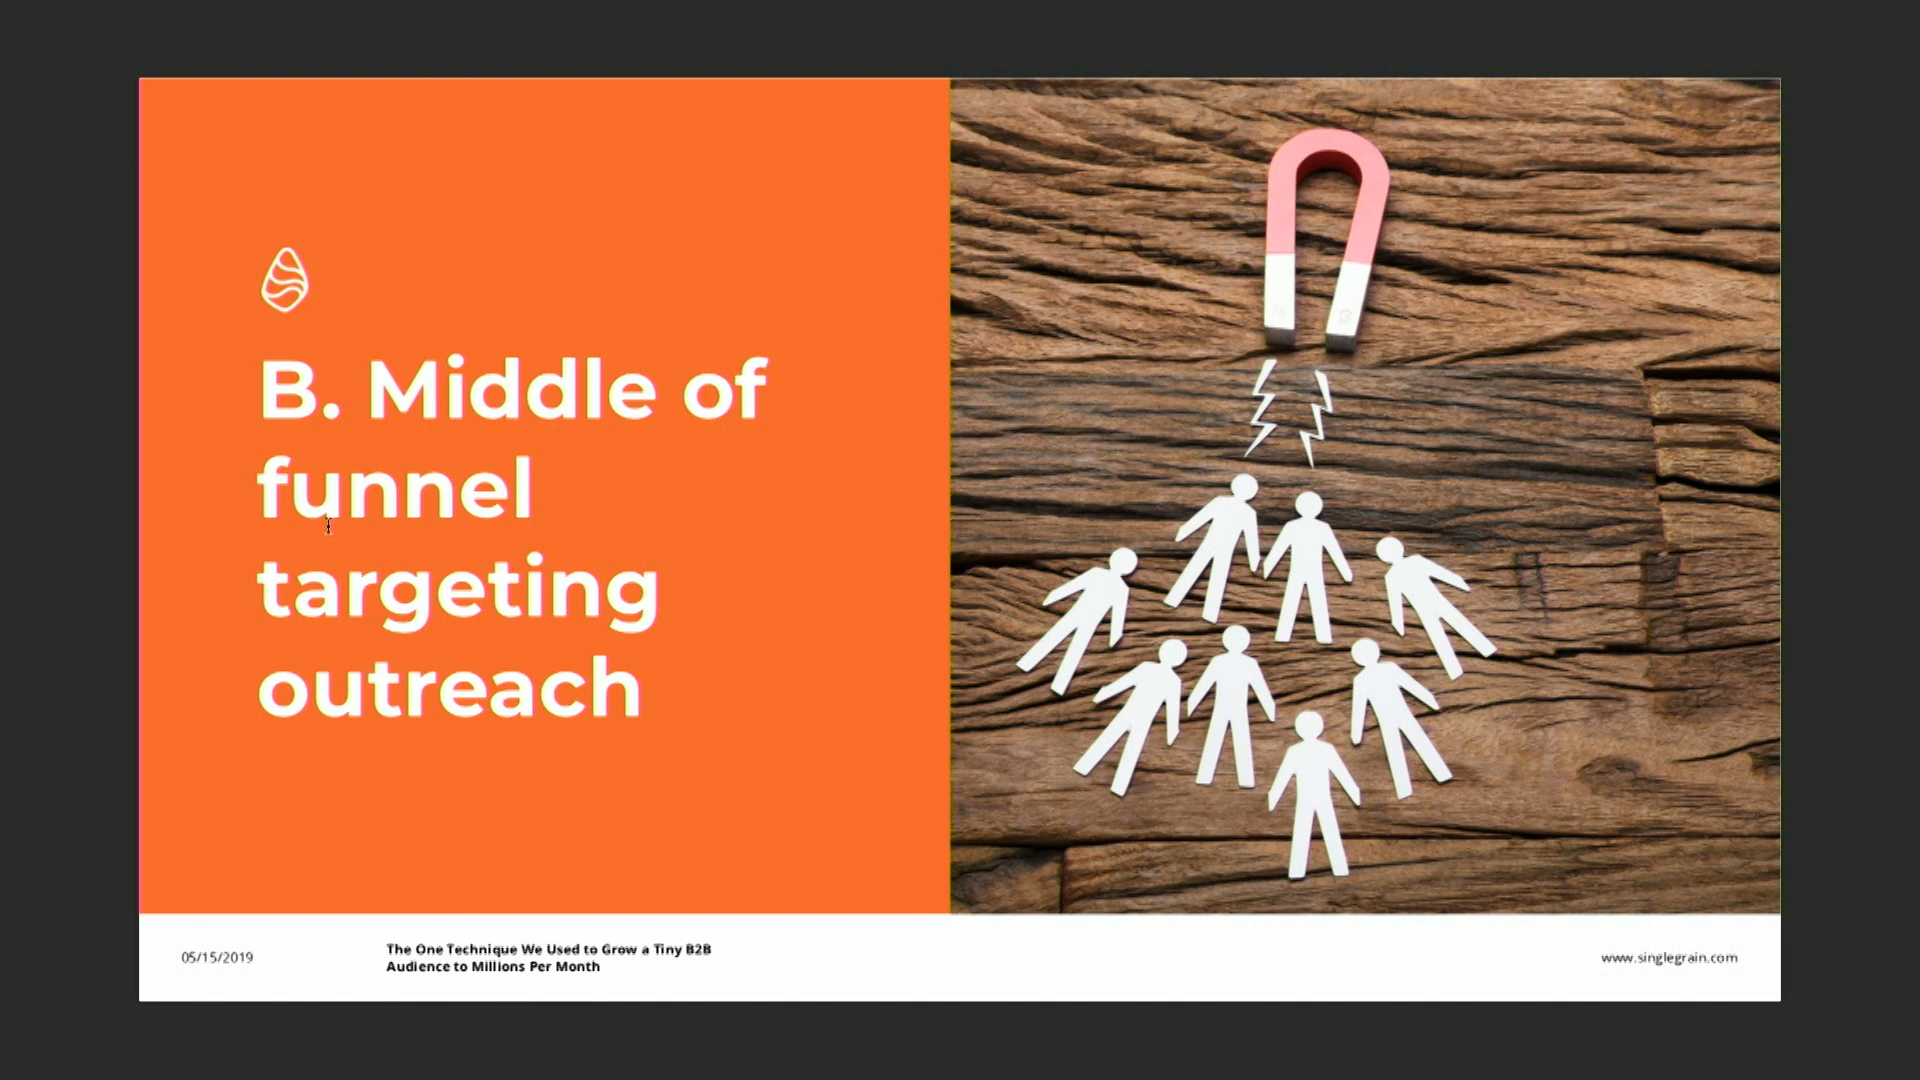 B. Middle of
funnel
targeting
outreach
05/15/2019
The One Technique We Used to Grow a Tiny B2B
Audience to Millions Per Month
www.singlegrain.com